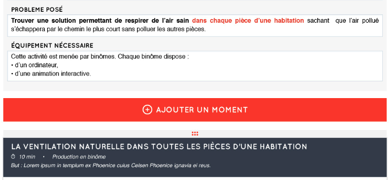 PROBLEME POSÉ
Trouver une solution permettant de respirer de l'air sain dans chaque pièce d'une habitation sachant que l'air pollué
s'échappera par le chemin le plus court sans polluer les autres pièces.
ÉQUIPEMENT NÉCESSAIRE
Cette activité est menée par binômes. Chaque binôme dispose :
• d'un ordinateur,
• d'une animation interactive.
AJOUTER UN MOMENT
LA VENTILATION NATURELLE DANS TOUTES LES PIÈCES D'UNE HABITATION
10 min • Production en binôme
But : Lorem ipsum in templum ex Phoenice cuius Celsen Phoenice ignavia ei reus.